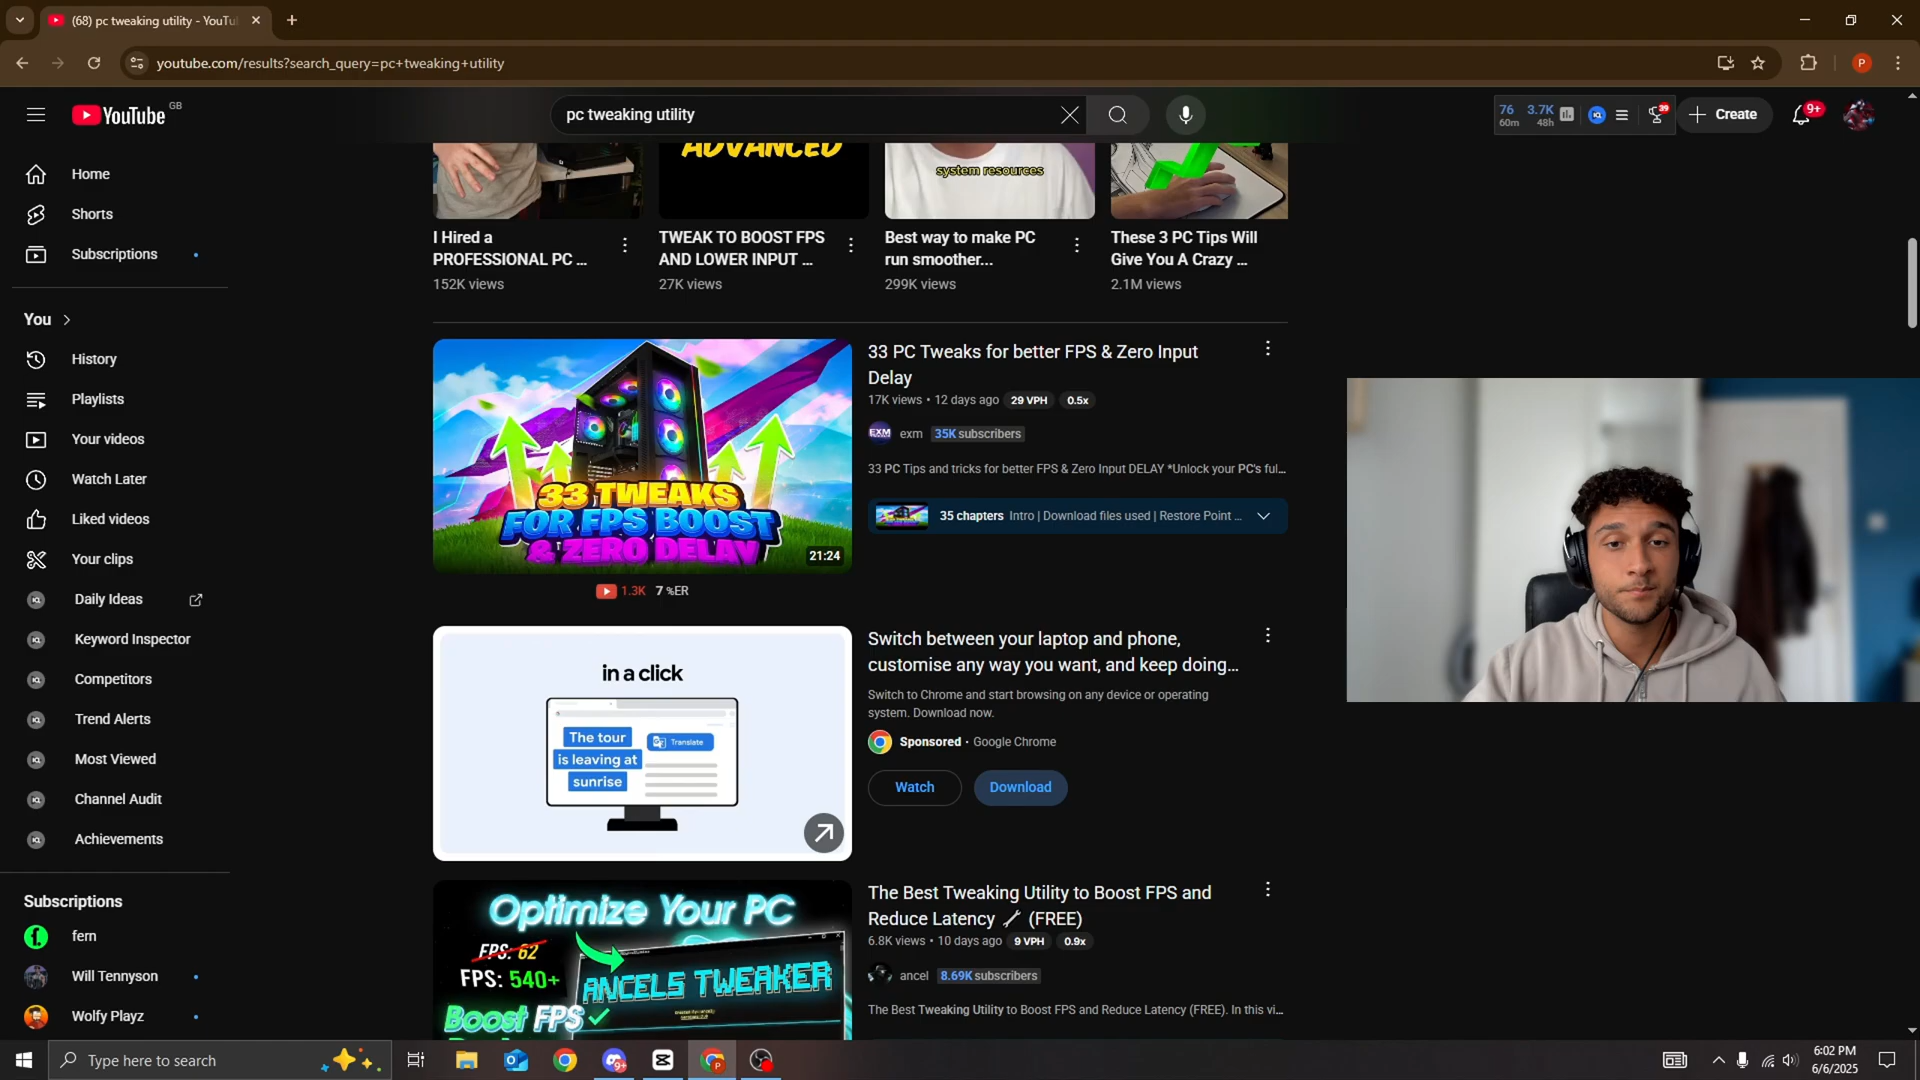 (68) pc tweaking utility - YouTu
youtube.com/results?search_query=pc+tweaking+utility
P
YouTube GB
pc tweaking utility
76 60m
3.7K 48h
39
Create
9+
Home
Shorts
Subscriptions
You
History
Playlists
Your videos
Watch Later
Liked videos
Your clips
Daily Ideas
Keyword Inspector
Competitors
Trend Alerts
Most Viewed
Channel Audit
Achievements
Subscriptions
fern
Will Tennyson
Wolfy Playz
ADVANCED
system resources
I Hired a
PROFESSIONAL PC ...
152K views
TWEAK TO BOOST FPS
AND LOWER INPUT ...
27K views
Best way to make PC
run smoother...
299K views
These 3 PC Tips Will
Give You A Crazy ...
2.1M views
33 TWEAKS
FOR FPS BOOST
& ZERO DELAY
21:24
1.3K 7 %ER
33 PC Tweaks for better FPS & Zero Input
Delay
17K views • 12 days ago 29 VPH 0.5x
EXM
exm 35K subscribers
33 PC Tips and tricks for better FPS & Zero Input DELAY *Unlock your PC's ful...
35 chapters Intro | Download files used | Restore Point ...
in a click
The tour
is leaving at
sunrise
Translate
Switch between your laptop and phone,
customise any way you want, and keep doing...
Switch to Chrome and start browsing on any device or operating
system. Download now.
Sponsored · Google Chrome
Watch
Download
Optimize Your PC
FPS: 62
FPS: 540+
ANCELS TWEAKER
Boost FPS
The Best Tweaking Utility to Boost FPS and
Reduce Latency (FREE)
6.8K views • 10 days ago 9 VPH 0.9x
ancel 8.69K subscribers
The Best Tweaking Utility to Boost FPS and Reduce Latency (FREE). In this vi...
Type here to search
9+
P
6:02 PM
6/6/2025